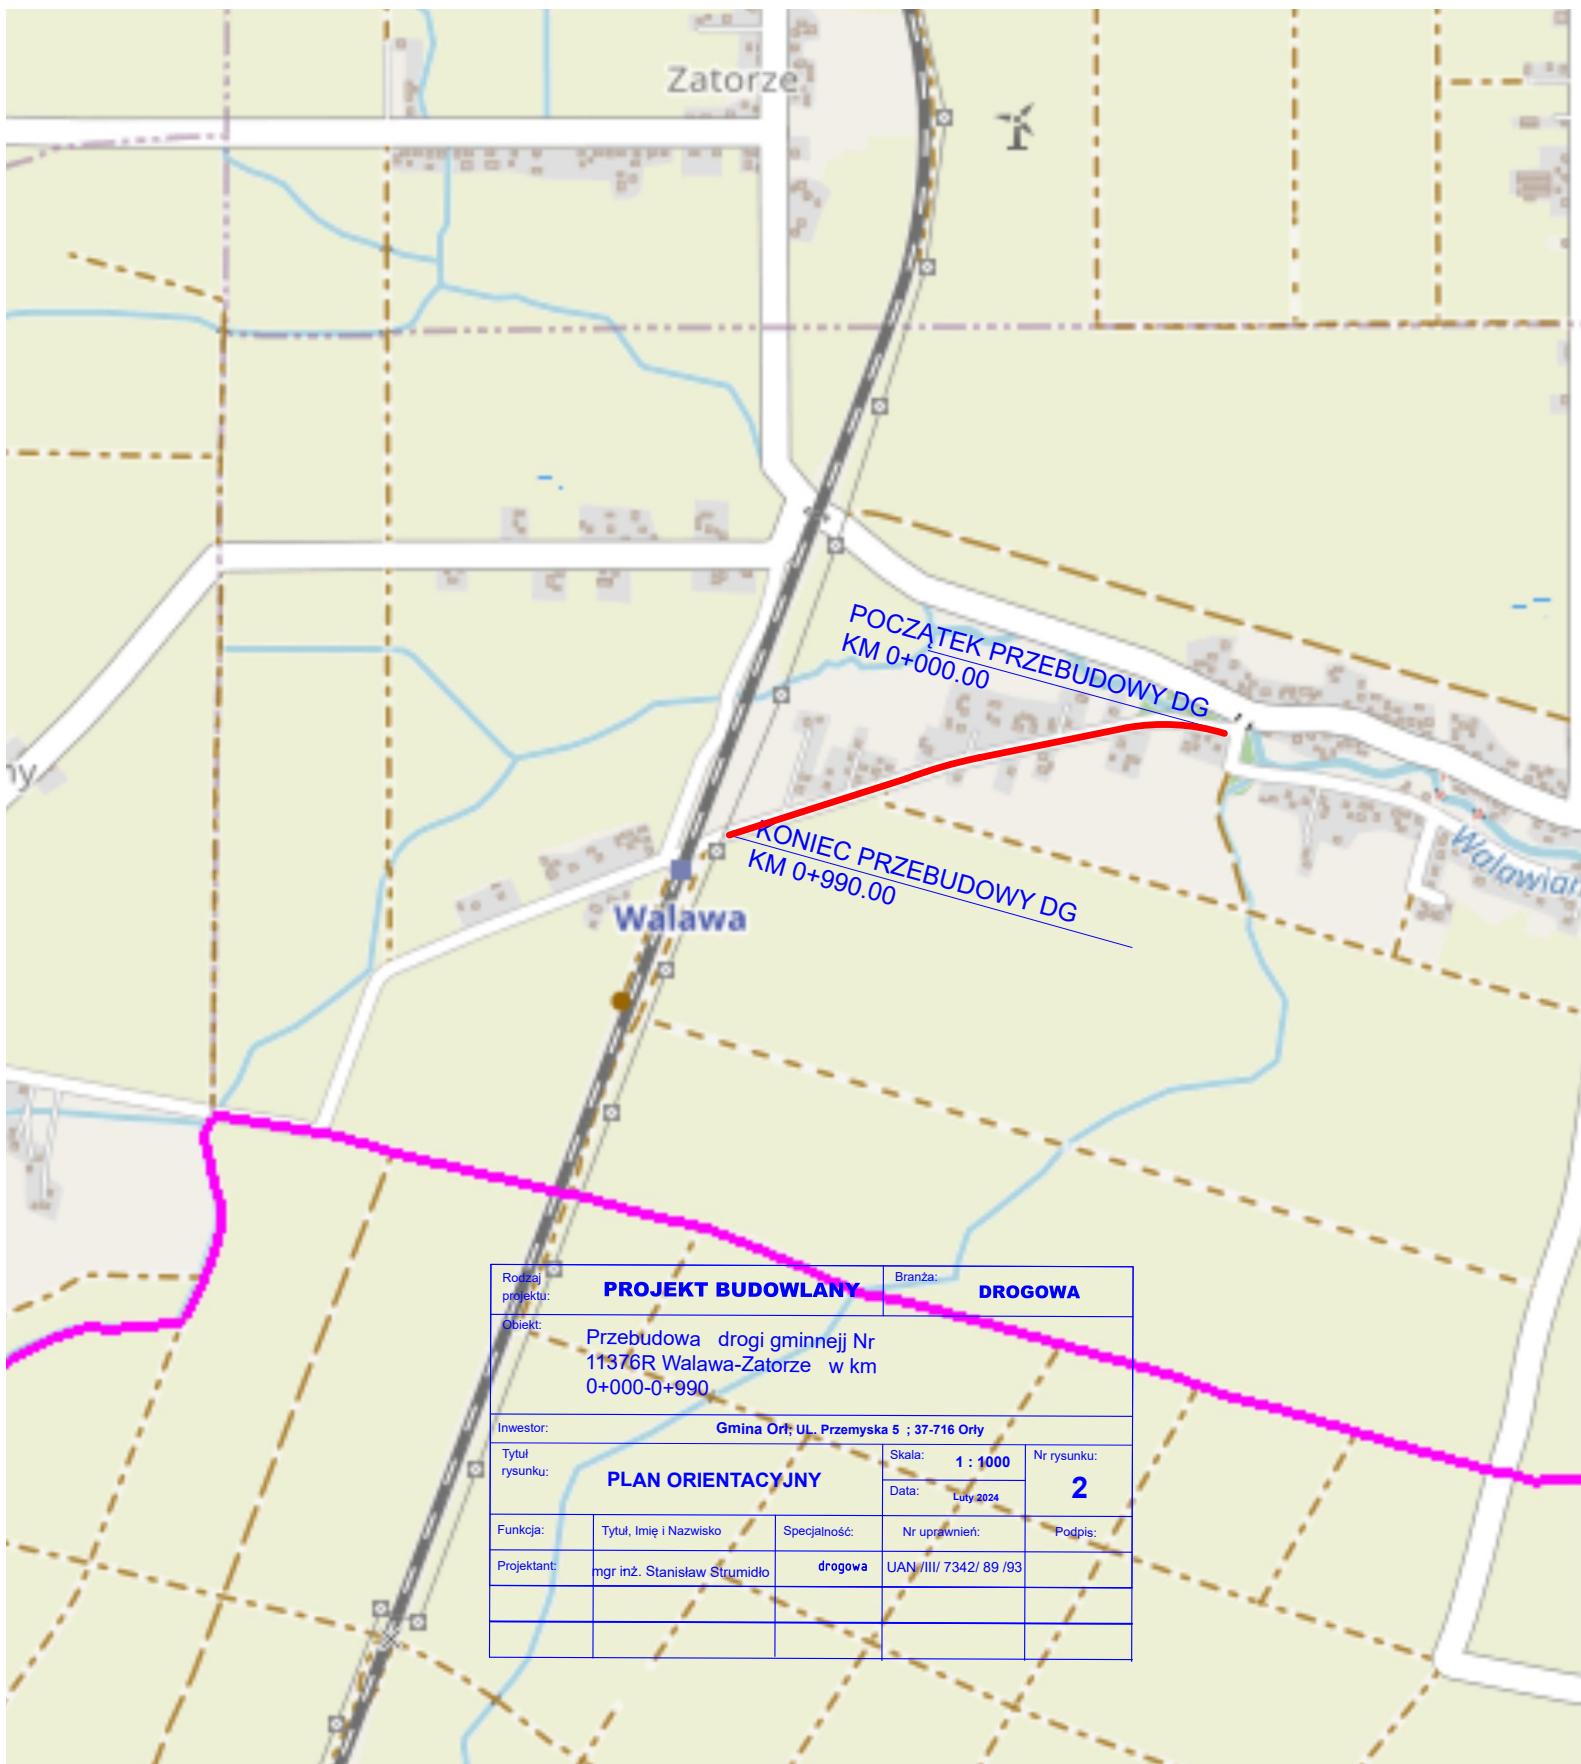 Zatorze
POCZĄTEK PRZEBUDOWY DG
KM 0+000.00
ny
KONIEC PRZEBUDOWY DG
KM 0+990.00
Walawa
Rodzaj projektu:
PROJEKT BUDOWLANY
Branża:
DROGOWA
Obiekt:
Przebudowa drogi gminnejj Nr
11376R Walawa-Zatorze w km
0+000-0+990
Inwestor:
Gmina Orł; UL. Przemyska 5 ; 37-716 Orły
Tytuł
rysunku:
PLAN ORIENTACYJNY
Skala:
1 : 1000
Nr rysunku:
2
Data:
Luty 2024
Funkcja:
Tytuł, Imię i Nazwisko
Specjalność:
Nr uprawnień:
Podpis:
Projektant:
mgr inż. Stanisław Strumidło
drogowa
UAN /III/ 7342/ 89 /93